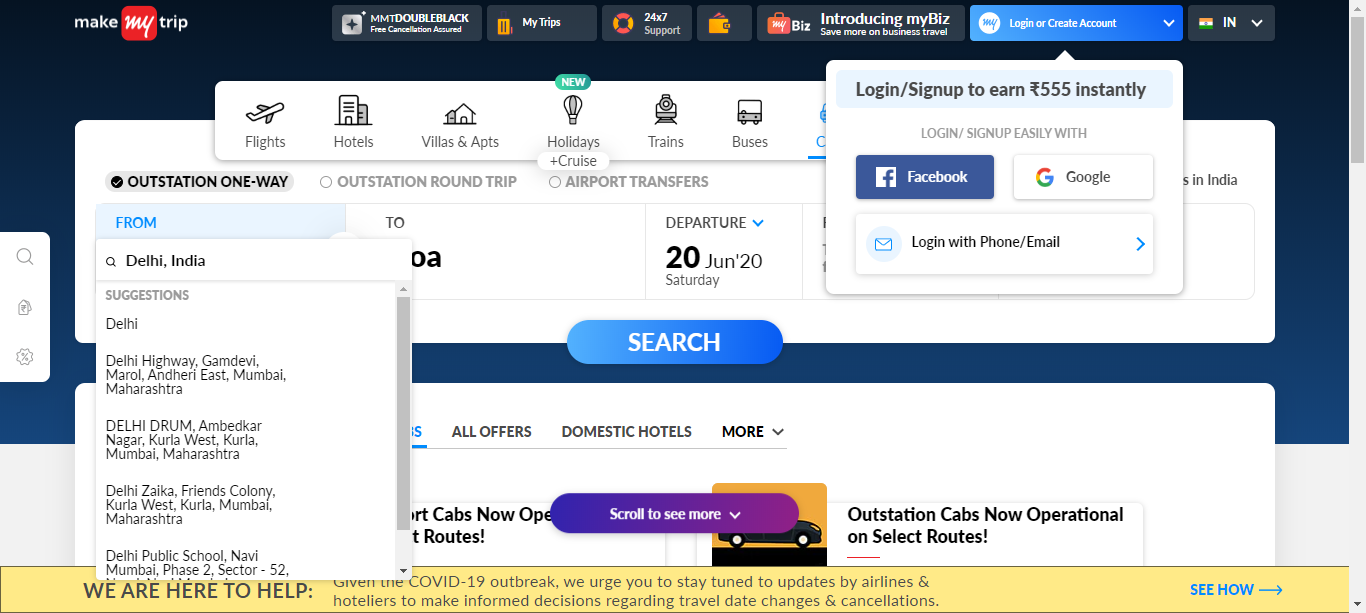 make my trip
MMTDOUBLEBLACK
Free Cancellation Assured
My Trips
24x7
Support
my Biz
Introducing myBiz
Save more on business travel
my
Login or Create Account
IN
Login/Signup to earn ₹555 instantly
LOGIN/ SIGNUP EASILY WITH
Facebook
Google
Login with Phone/Email
NEW
Flights
Hotels
Villas & Apts
Holidays
+Cruise
Trains
Buses
C
OUTSTATION ONE-WAY
OUTSTATION ROUND TRIP
AIRPORT TRANSFERS
s in India
FROM
TO
oa
DEPARTURE
20 Jun'20
Saturday
Delhi, India
SUGGESTIONS
Delhi
Delhi Highway, Gamdevi,
Marol, Andheri East, Mumbai,
Maharashtra
DELHI DRUM, Ambedkar
Nagar, Kurla West, Kurla,
Mumbai, Maharashtra
Delhi Zaika, Friends Colony,
Kurla West, Kurla, Mumbai,
Maharashtra
Delhi Public School, Navi
Mumbai, Phase 2, Sector - 52,
SEARCH
BS
ALL OFFERS
DOMESTIC HOTELS
MORE
ort Cabs Now Ope
t Routes!
Scroll to see more
Outstation Cabs Now Operational
on Select Routes!
WE ARE HERE TO HELP:
Given the COVID-19 outbreak, we urge you to stay tuned to updates by airlines &
hoteliers to make informed decisions regarding travel date changes & cancellations.
SEE HOW